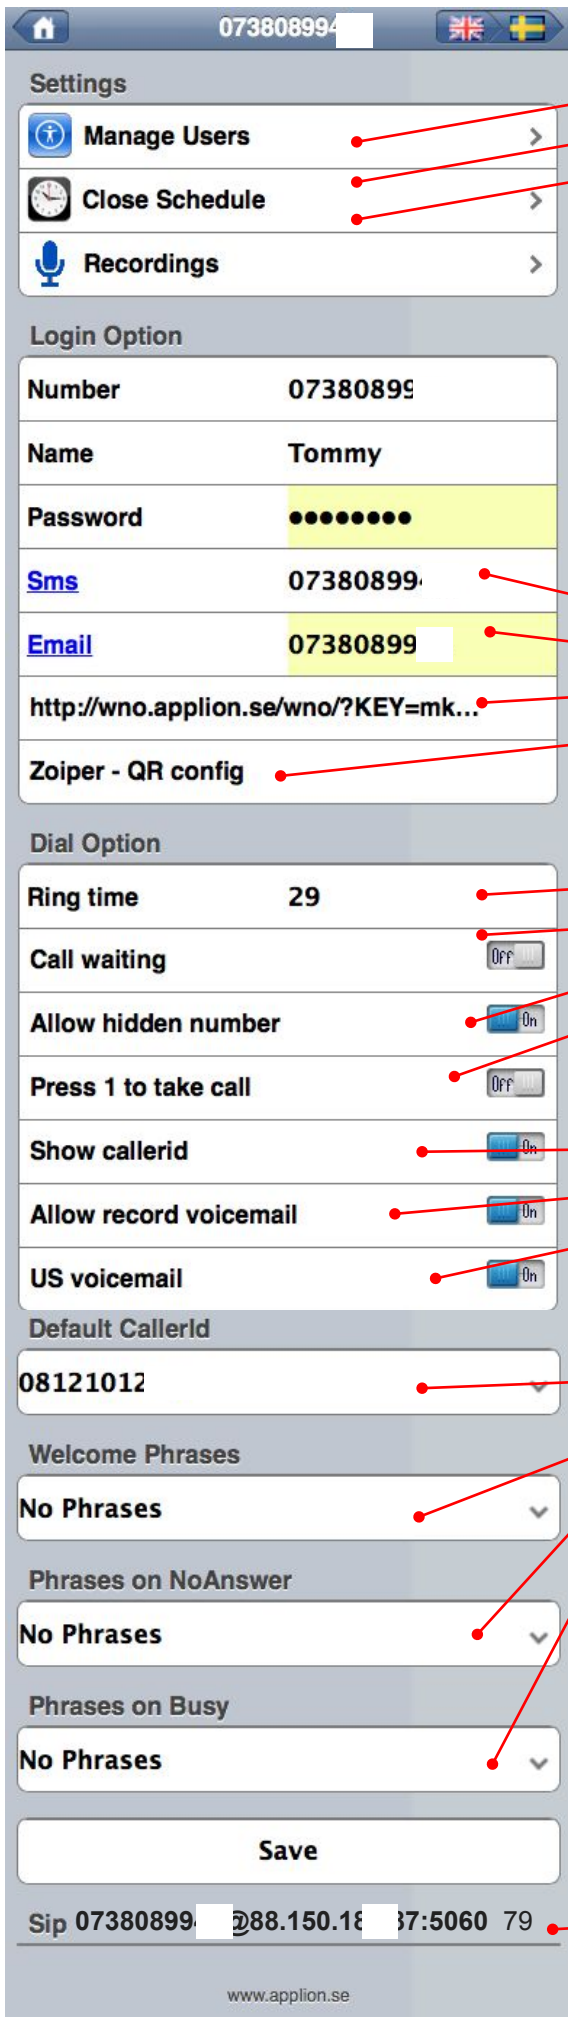 073808994
Settings
Manage Users
Close Schedule
Recordings
Login Option
Number 07380899
Name Tommy
Password ••••••••
Sms 073808994
Email 07380899
http://wno.applion.se/wno/?KEY=mk...
Zoiper - QR config
Dial Option
Ring time 29
Call waiting Off
Allow hidden number On
Press 1 to take call Off
Show callerid On
Allow record voicemail On
US voicemail On
Default CallerId
08121012
Welcome Phrases
No Phrases
Phrases on NoAnswer
No Phrases
Phrases on Busy
No Phrases
Save
Sip 073808994 @88.150.18 37:5060 79
www.applion.se